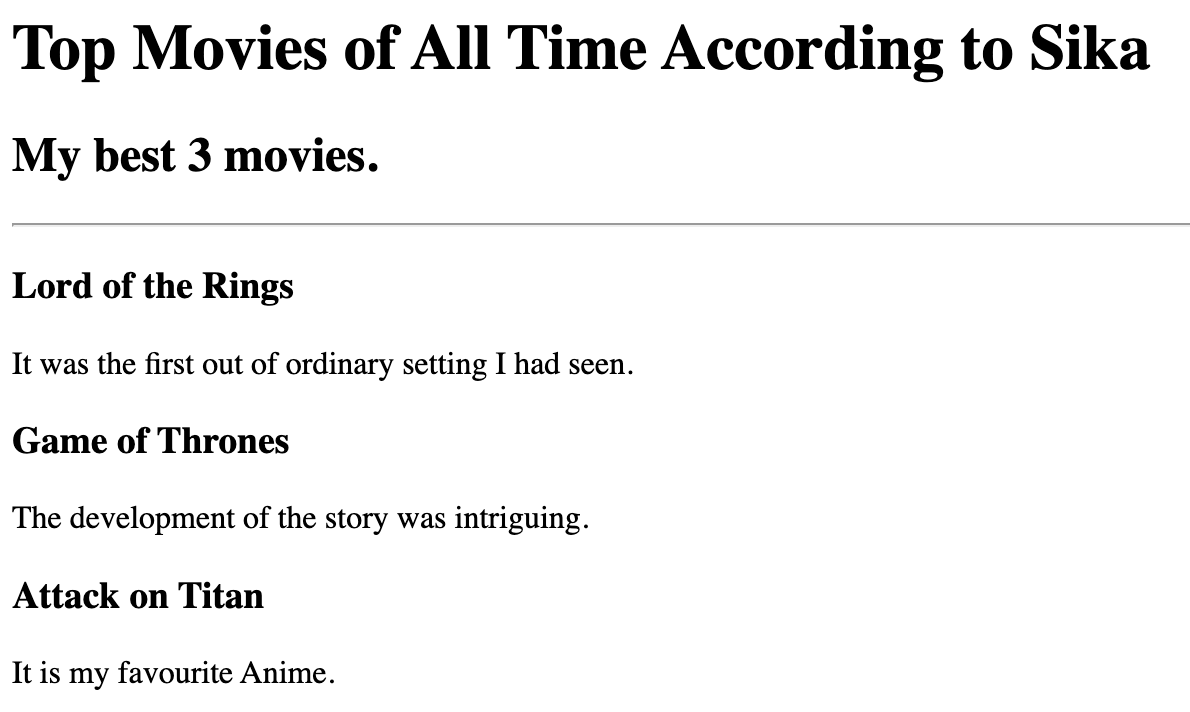 Top Movies of All Time According to Sika
My best 3 movies.
Lord of the Rings
It was the first out of ordinary setting I had seen.
Game of Thrones
The development of the story was intriguing.
Attack on Titan
It is my favourite Anime.